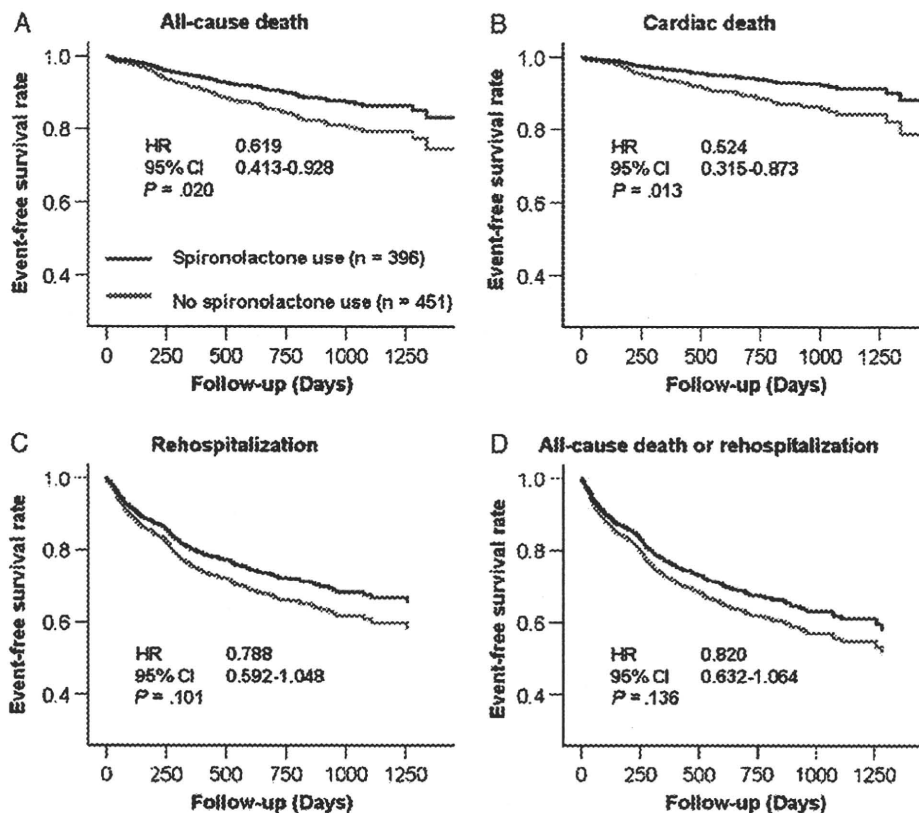 A All-cause death
Event-free survival rate
1.0
0.8
0.6
0.4
HR 0.619
95% CI 0.413-0.928
P = .020
Spironolactone use (n = 396)
No spironolactone use (n = 451)
0 250 500 750 1000 1250
Follow-up (Days)
B Cardiac death
Event-free survival rate
1.0
0.8
0.6
0.4
HR 0.524
95% CI 0.315-0.873
P = .013
0 250 500 750 1000 1250
Follow-up (Days)
C Rehospitalization
Event-free survival rate
1.0
0.8
0.6
0.4
HR 0.788
95% CI 0.592-1.048
P = .101
0 250 500 750 1000 1250
Follow-up (Days)
D All-cause death or rehospitalization
Event-free survival rate
1.0
0.8
0.6
0.4
HR 0.820
95% CI 0.632-1.064
P = .136
0 250 500 750 1000 1250
Follow-up (Days)